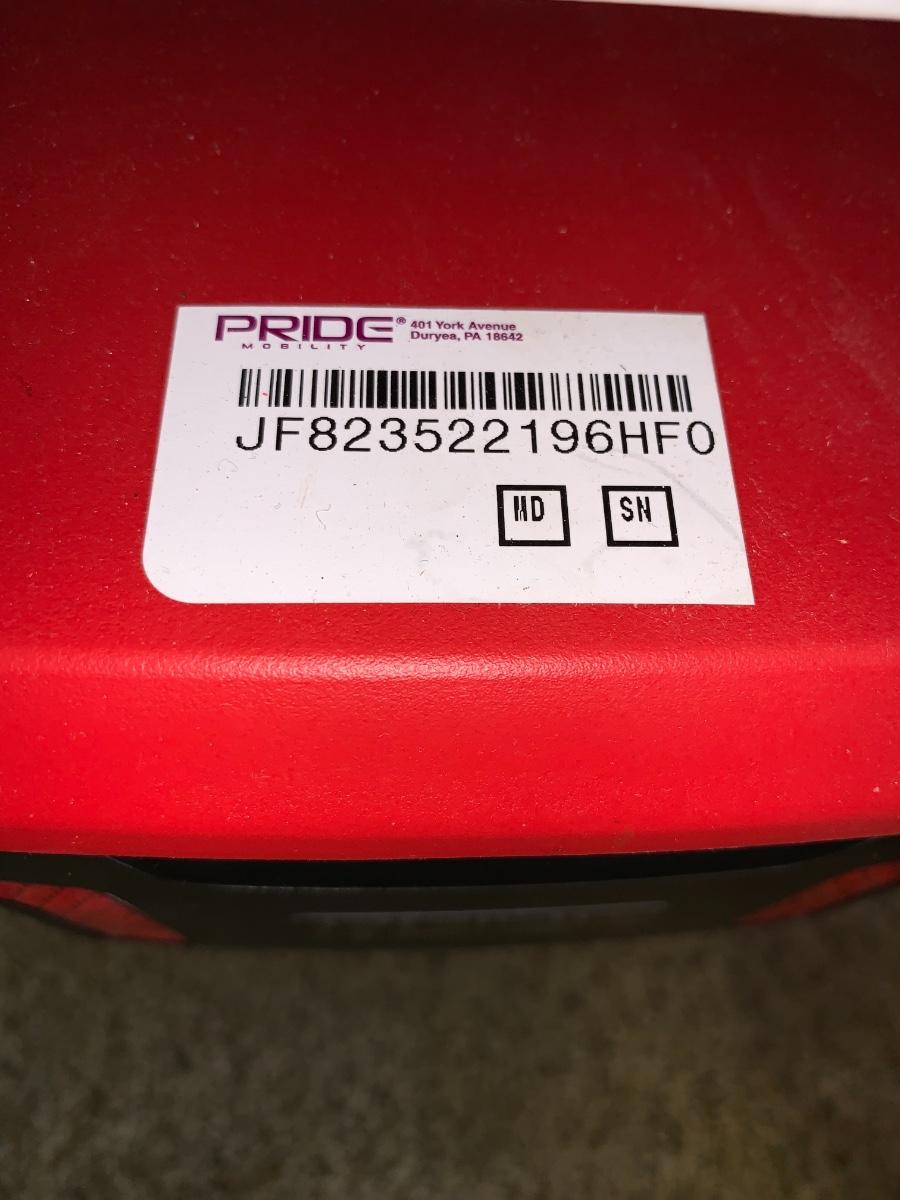 PRIDE®
MOBILITY
401 York Avenue
Duryea, PA 18642
JF823522196HF0
MD
SN